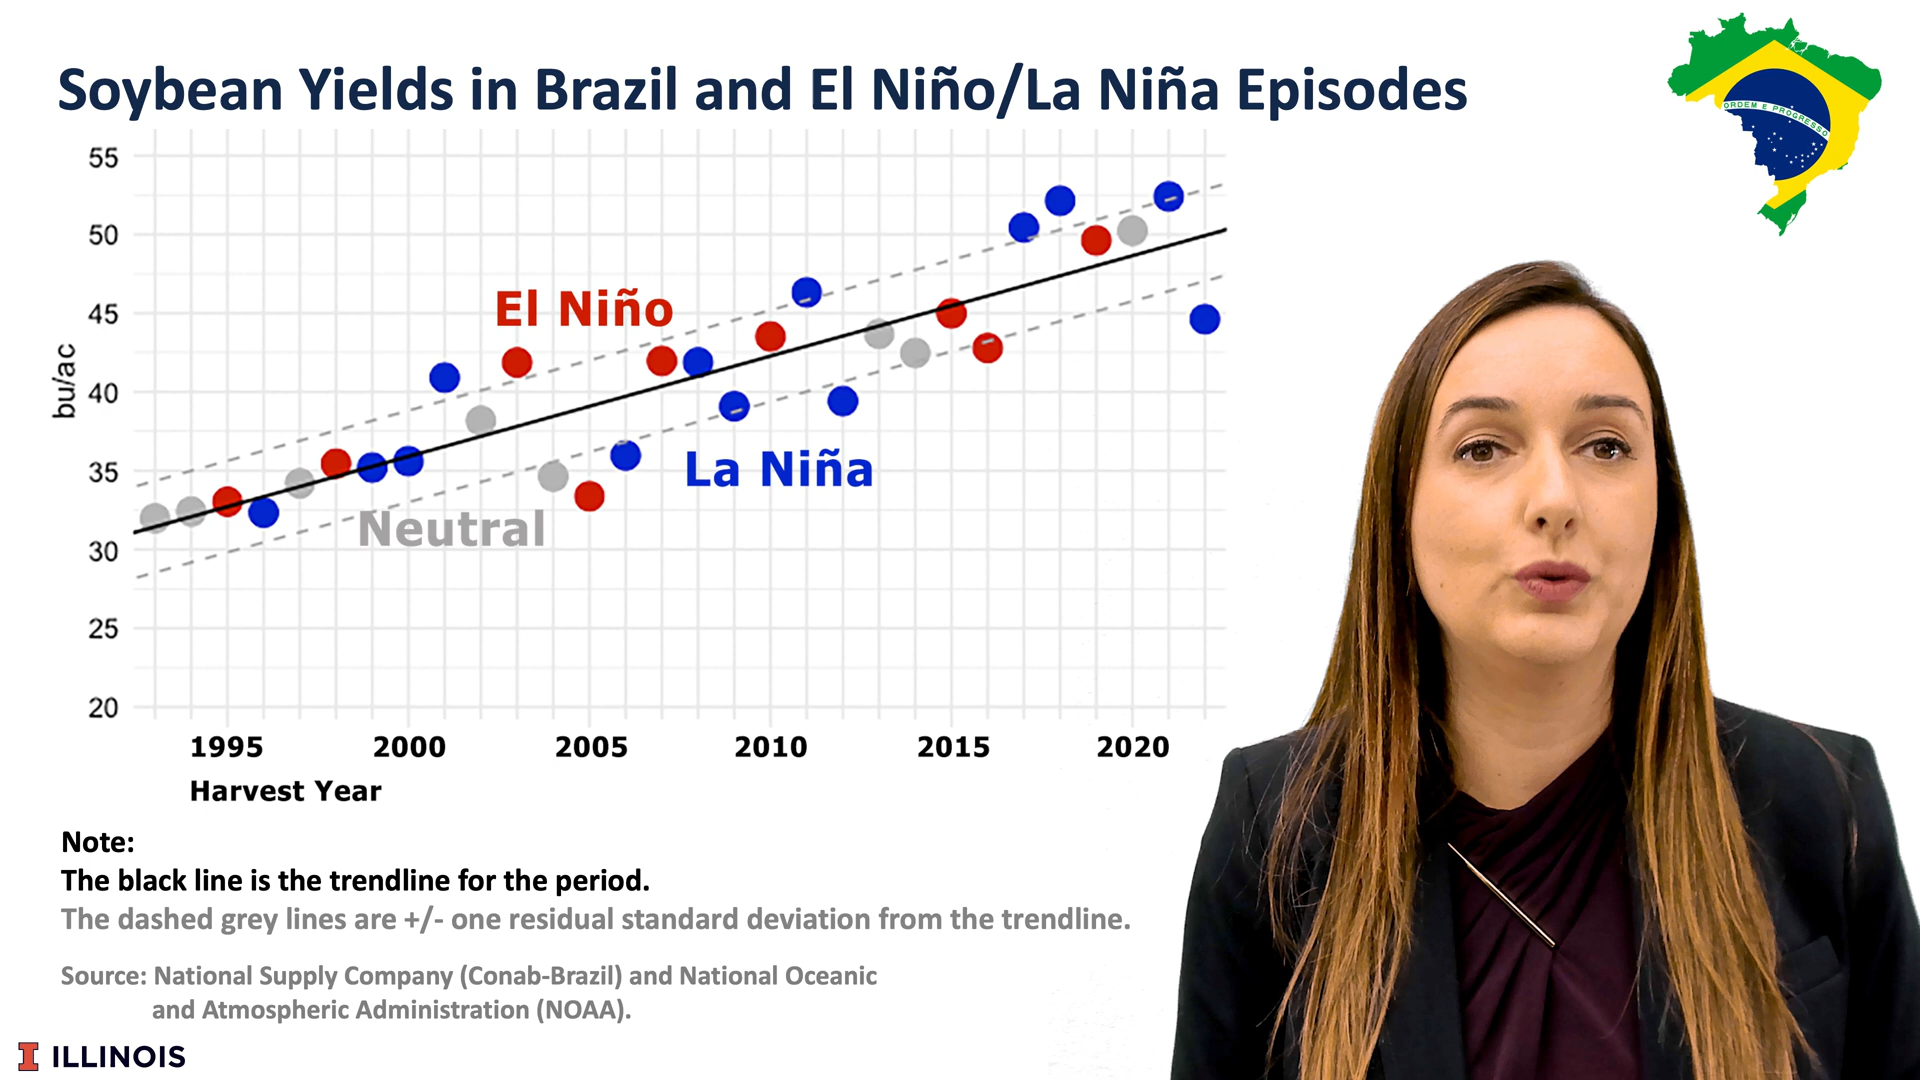 Soybean Yields in Brazil and El Niño/La Niña Episodes
ORDEM E PROGRESSO
55
50
45
40
35
30
25
20
bu/ac
El Niño
La Niña
Neutral
1995 2000 2005 2010 2015 2020
Harvest Year
Note:
The black line is the trendline for the period.
The dashed grey lines are +/- one residual standard deviation from the trendline.
Source: National Supply Company (Conab-Brazil) and National Oceanic
and Atmospheric Administration (NOAA).
I ILLINOIS